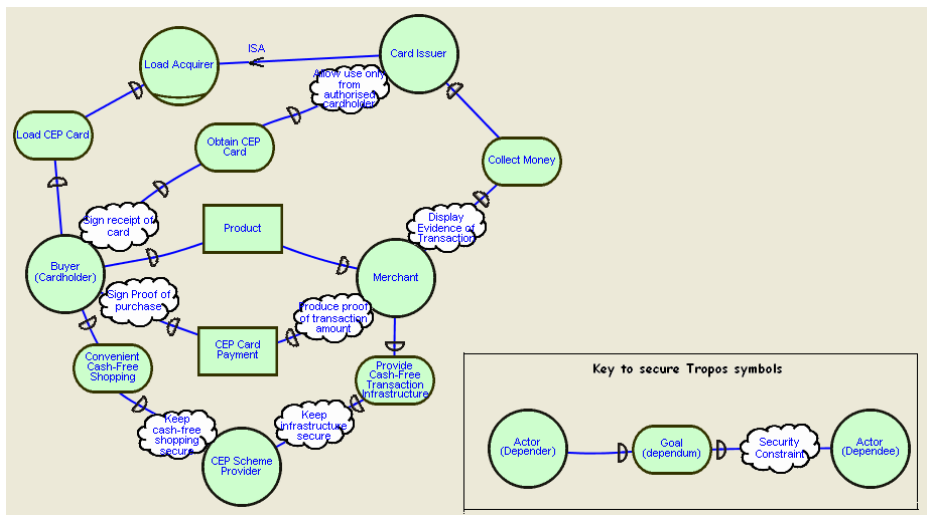 ISA
Load Acquirer
Card Issuer
Allow use only
from
authorised
cardholder
Load CEP Card
Obtain CEP
Card
Collect Money
Sign receipt of
card
Product
Display
Evidence of
Transaction
Buyer
(Cardholder)
Merchant
Sign Proof of
purchase
Produce proof
of transaction
amount
CEP Card
Payment
Convenient
Cash-Free
Shopping
Provide
Cash-Free
Transaction
Infrastructure
Keep
cash-free
shopping
secure
Keep
infrastructure
secure
CEP Scheme
Provider
Key to secure Tropos symbols
Actor
(Depender)
Goal
(dependum)
Security
Constraint
Actor
(Dependee)